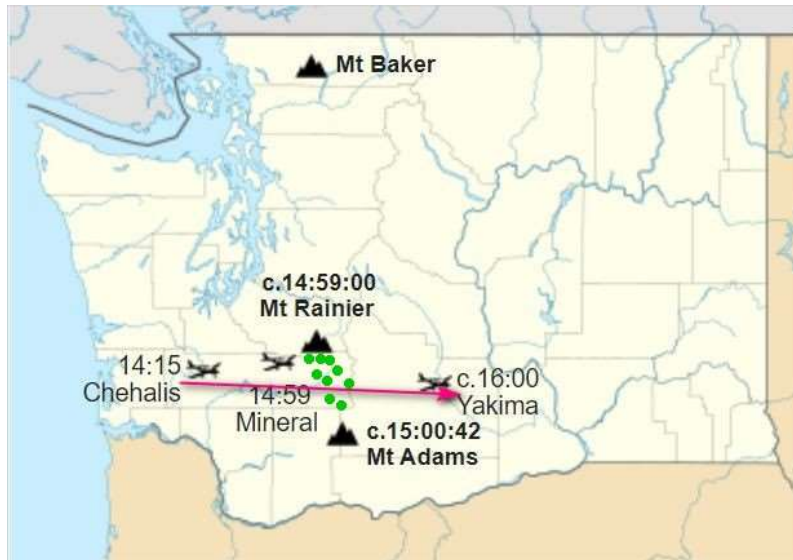 Mt Baker
c.14:59:00
Mt Rainier
14:15
Chehalis
14:59
Mineral
c.16:00
Yakima
c.15:00:42
Mt Adams